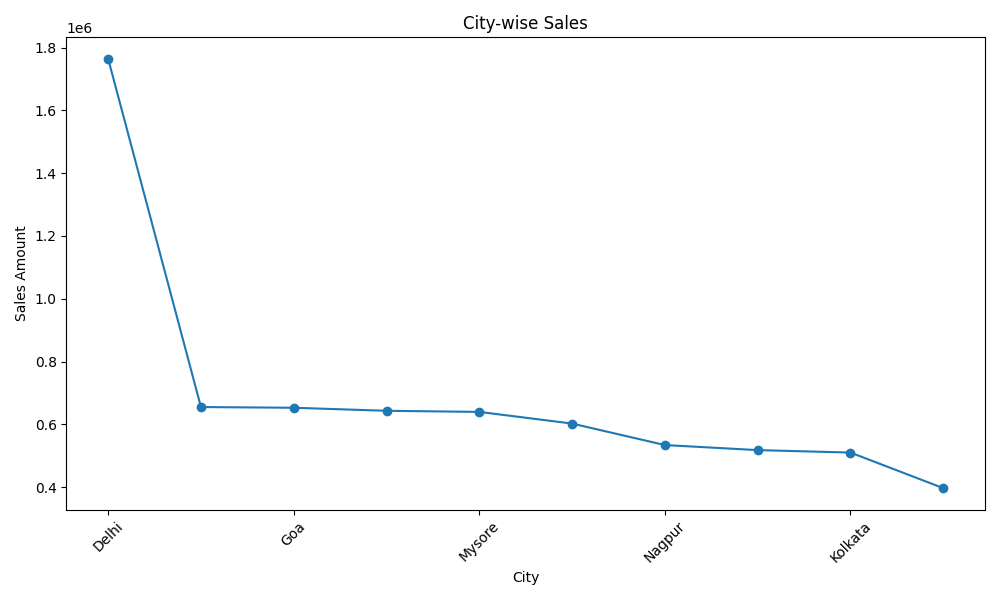 City-wise Sales
1e6
1.8
1.6
1.4
1.2
1.0
0.8
0.6
0.4
Sales Amount
Delhi
Goa
Mysore
Nagpur
Kolkata
City